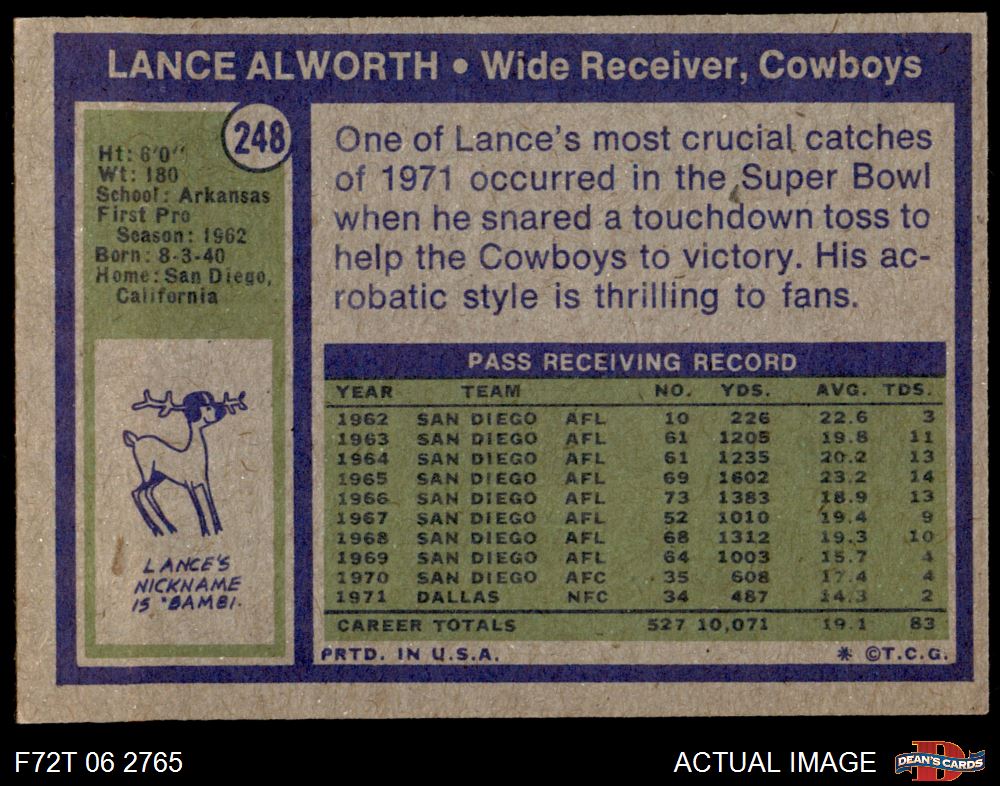 LANCE ALWORTH • Wide Receiver, Cowboys
248
Ht: 6'0"
Wt: 180
School: Arkansas
First Pro
Season: 1962
Born: 8-3-40
Home: San Diego,
California
LANCE'S
NICKNAME
IS "BAMBI.
One of Lance's most crucial catches
of 1971 occurred in the Super Bowl
when he snared a touchdown toss to
help the Cowboys to victory. His ac-
robatic style is thrilling to fans.
PASS RECEIVING RECORD
YEAR TEAM NO. YDS. AVG. TDS.
1962 SAN DIEGO AFL 10 226 22.6 3
1963 SAN DIEGO AFL 61 1205 19.8 11
1964 SAN DIEGO AFL 61 1235 20.2 13
1965 SAN DIEGO AFL 69 1602 23.2 14
1966 SAN DIEGO AFL 73 1383 18.9 13
1967 SAN DIEGO AFL 52 1010 19.4 9
1968 SAN DIEGO AFL 68 1312 19.3 10
1969 SAN DIEGO AFL 64 1003 15.7 4
1970 SAN DIEGO AFC 35 608 17.4 4
1971 DALLAS NFC 34 487 14.3 2
CAREER TOTALS 527 10,071 19.1 83
PRTD. IN U.S.A. * ©T.C.G.
F72T 06 2765 ACTUAL IMAGE
D
DEAN'S CARDS